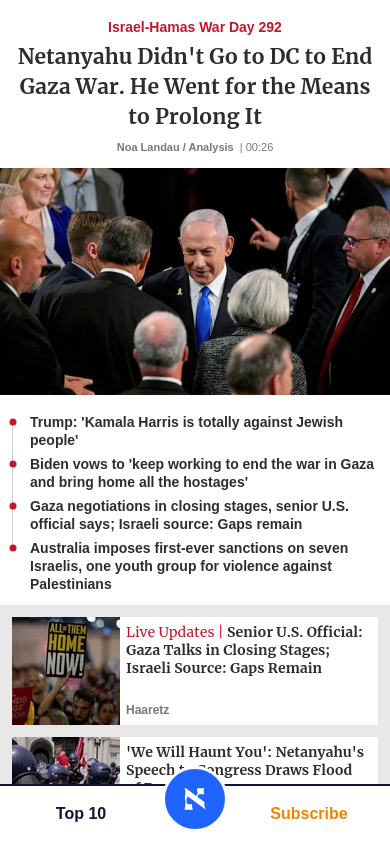 Israel-Hamas War Day 292
Netanyahu Didn't Go to DC to End
Gaza War. He Went for the Means
to Prolong It
Noa Landau / Analysis | 00:26
Trump: 'Kamala Harris is totally against Jewish
people'
Biden vows to 'keep working to end the war in Gaza
and bring home all the hostages'
Gaza negotiations in closing stages, senior U.S.
official says; Israeli source: Gaps remain
Australia imposes first-ever sanctions on seven
Israelis, one youth group for violence against
Palestinians
ALL OF THEM
HOME
NOW!
Live Updates | Senior U.S. Official:
Gaza Talks in Closing Stages;
Israeli Source: Gaps Remain
Haaretz
'We Will Haunt You': Netanyahu's
Speech Congress Draws Flood
Top 10
Subscribe